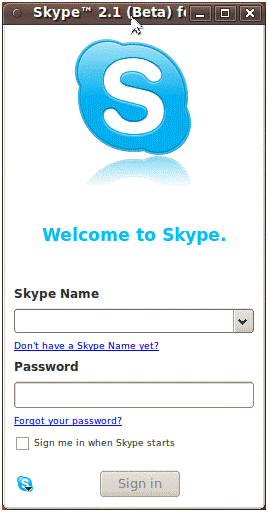 Skype™ 2.1 (Beta) f
S
Welcome to Skype.
Skype Name
Don't have a Skype Name yet?
Password
Forgot your password?
Sign me in when Skype starts
S
Sign in